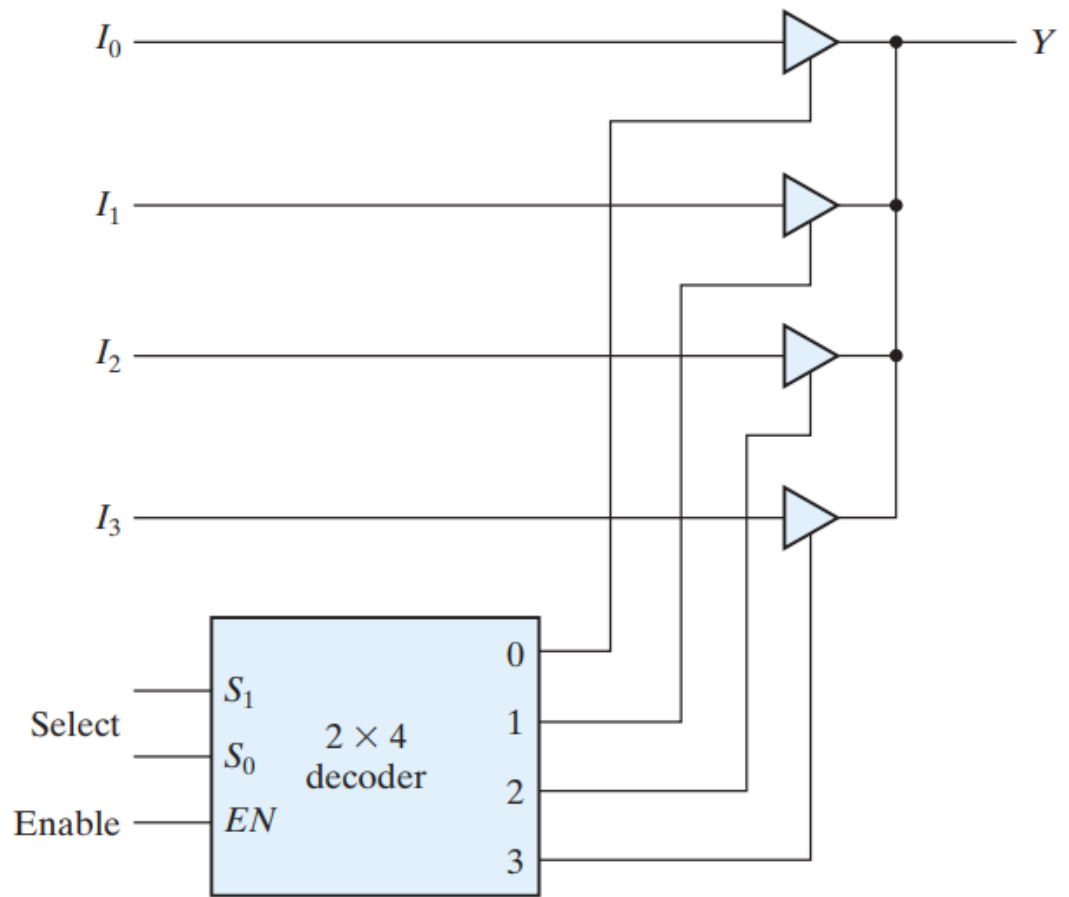 I₀
Y
I₁
I₂
I₃
0
S₁
Select
1
2 × 4
S₀
decoder
2
Enable
EN
3